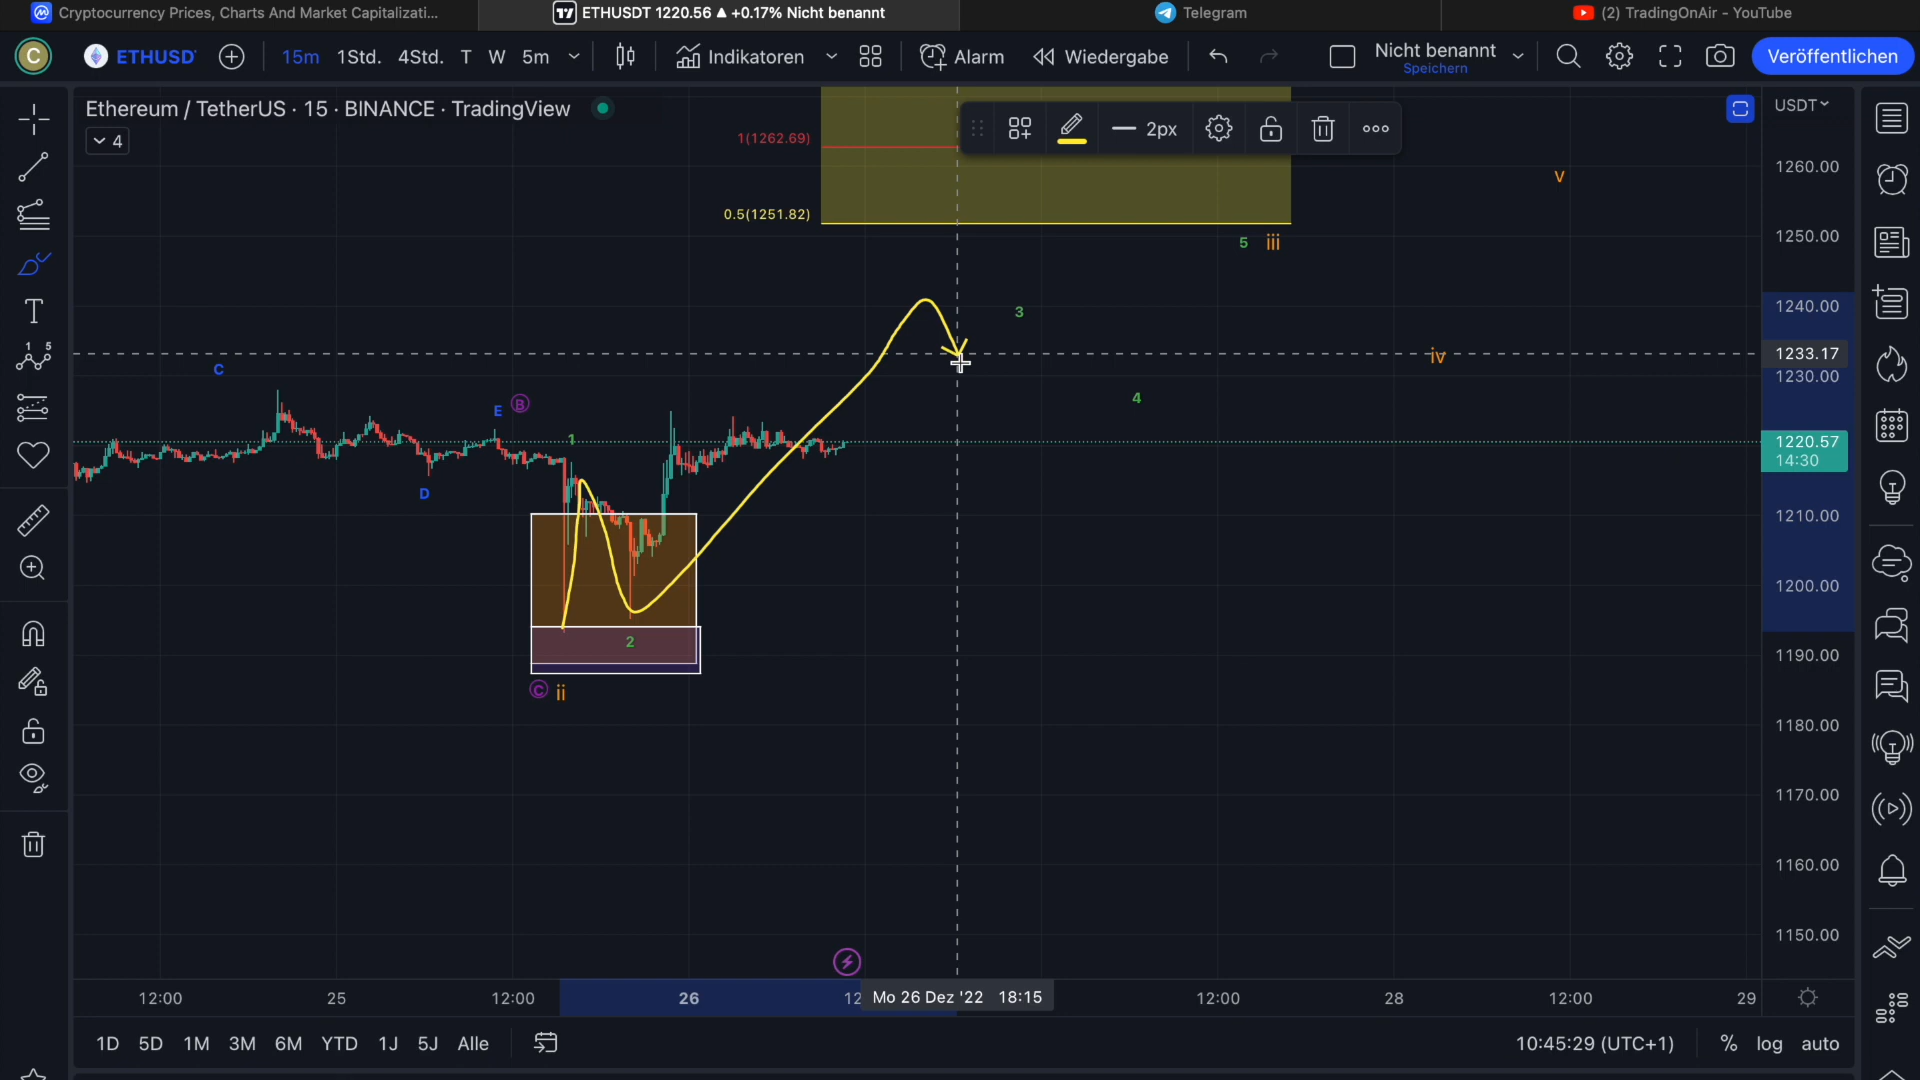 Cryptocurrency Prices, Charts And Market Capitalizati...
ETHUSDT 1220.56 ▲ +0.17% Nicht benannt
Telegram
(2) TradingOnAir - YouTube
C
ETHUSD
15m
1Std.
4Std.
T
W
5m
Indikatoren
Alarm
Wiedergabe
Nicht benannt
Speichern
Veröffentlichen
Ethereum / TetherUS · 15 · BINANCE · TradingView
4
2px
USDT
1(1262.69)
0.5(1251.82)
1260.00
1250.00
1240.00
1233.17
1230.00
1220.57
14:30
1210.00
1200.00
1190.00
1180.00
1170.00
1160.00
1150.00
v
5 iii
3
iv
4
C
E B
1
D
2
C ii
12:00
25
12:00
26
12
Mo 26 Dez '22 18:15
12:00
28
12:00
29
1D
5D
1M
3M
6M
YTD
1J
5J
Alle
10:45:29 (UTC+1)
%
log
auto